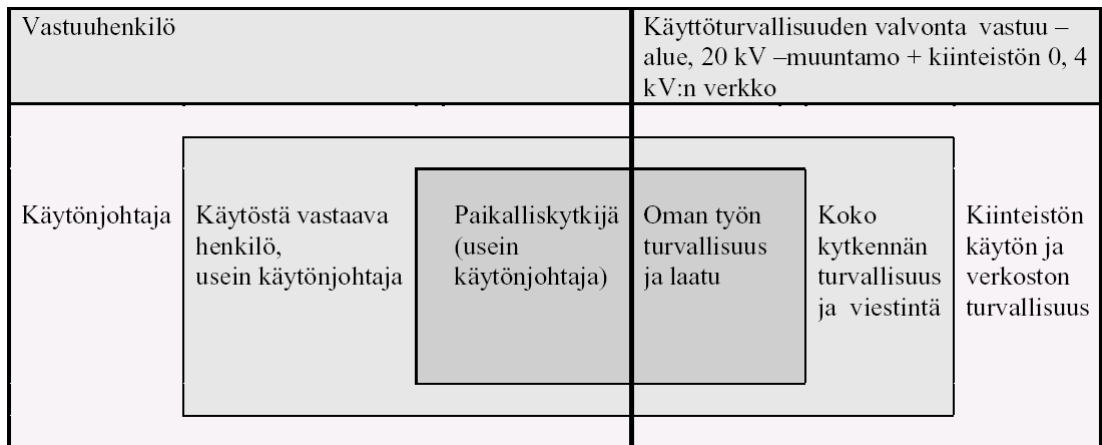 Vastuuhenkilö
Käyttöturvallisuuden valvonta vastuu –
alue, 20 kV –muuntamo + kiinteistön 0, 4
kV:n verkko
Käytönjohtaja
Käytöstä vastaava
henkilö,
usein käytönjohtaja
Paikalliskytkijä
(usein
käytönjohtaja)
Oman työn
turvallisuus
ja laatu
Koko
kytkennän
turvallisuus
ja viestintä
Kiinteistön
käytön ja
verkoston
turvallisuus